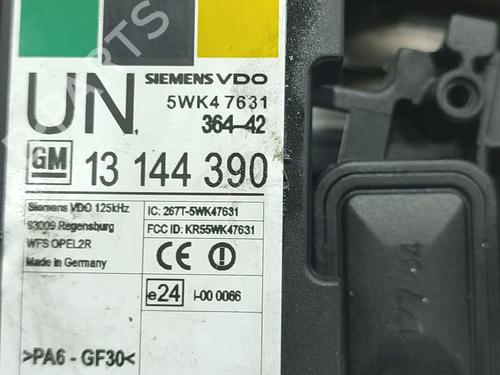 UN.
SIEMENS VDO
5WK4 7631
364-42
GM 13 144 390
Siemens VDO 125kHz
93009 Regensburg
WFS OPEL2R
Made in Germany
IC: 267T-5WK47631
FCC ID: KR55WK47631
CE
e24 I-00 0066
>PA6 - GF30<